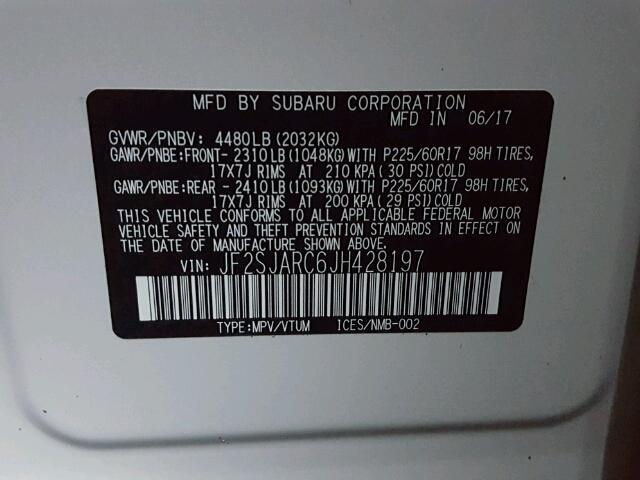 MFD BY SUBARU CORPORATION
MFD IN 06/17
GVWR/PNBV: 4480LB(2032KG)
GAWR/PNBE:FRONT- 2310LB(1048KG)WITH P225/60R17 98H TIRES,
17X7J RIMS AT 210 KPA (30 PSI)COLD
GAWR/PNBE:REAR - 2410LB(1093KG)WITH P225/60R17 98H TIRES,
17X7J RIMS AT 200 KPA (29 PSI)COLD
THIS VEHICLE CONFORMS TO ALL APPLICABLE FEDERAL MOTOR
VEHICLE SAFETY AND THEFT PREVENTION STANDARDS IN EFFECT
ON THE DATE OF MANUFACTURE SHOWN ABOVE.
VIN: JF2SJARC6JH428197
TYPE:MPV/VTUM ICES/NMB-002